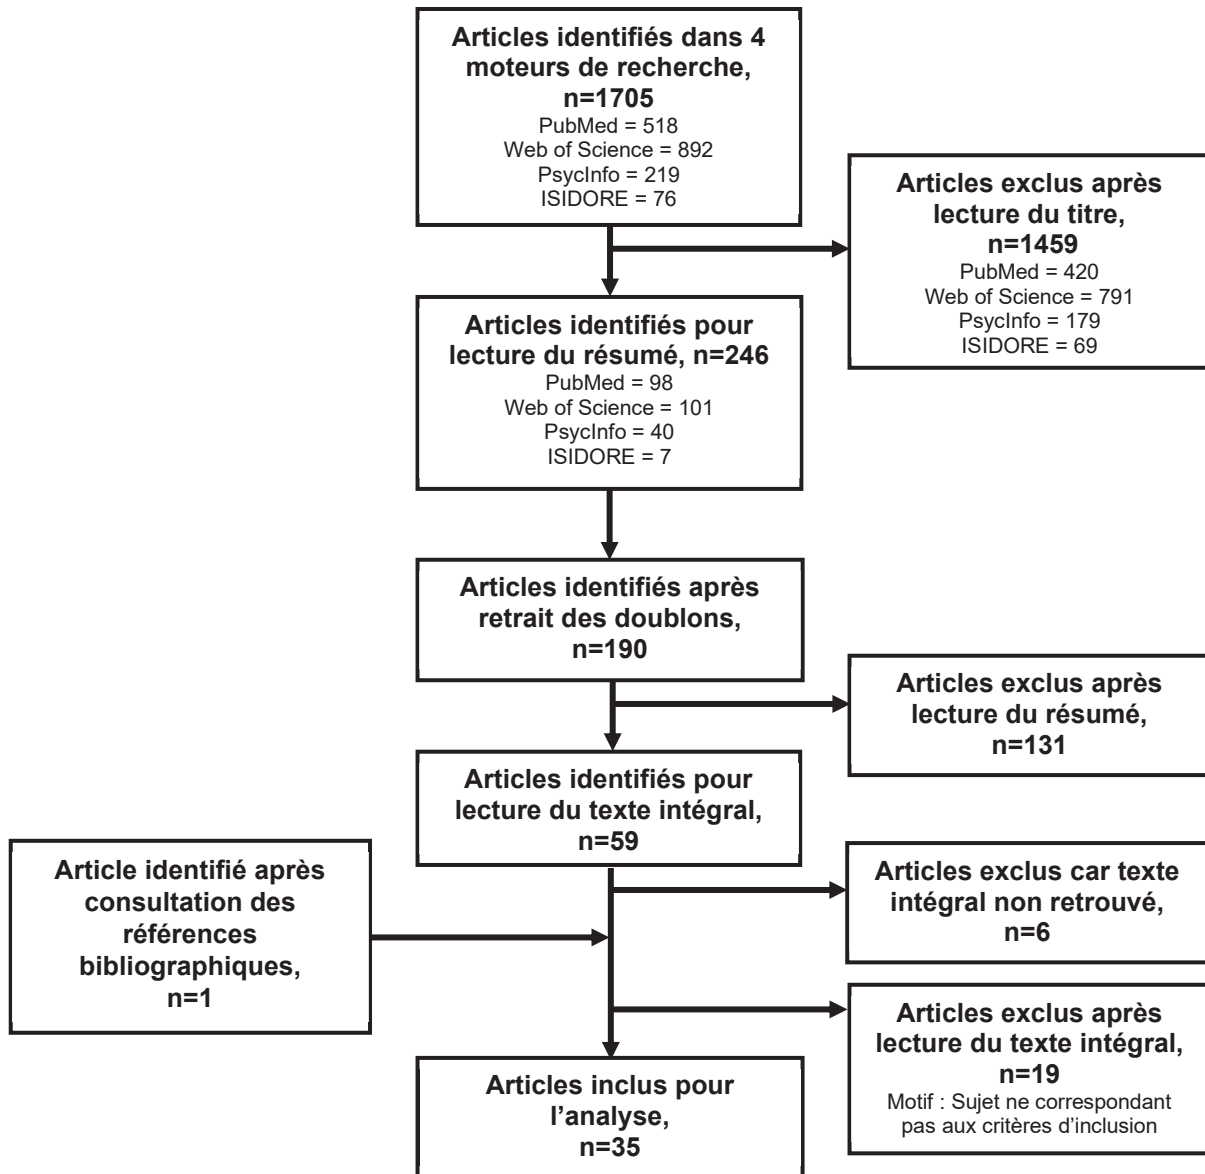 Articles identifiés dans 4
moteurs de recherche,
n=1705
PubMed = 518
Web of Science = 892
PsycInfo = 219
ISIDORE = 76
Articles exclus après
lecture du titre,
n=1459
PubMed = 420
Web of Science = 791
PsycInfo = 179
ISIDORE = 69
Articles identifiés pour
lecture du résumé, n=246
PubMed = 98
Web of Science = 101
PsycInfo = 40
ISIDORE = 7
Articles identifiés après
retrait des doublons,
n=190
Articles exclus après
lecture du résumé,
n=131
Articles identifiés pour
lecture du texte intégral,
n=59
Article identifié après
consultation des
références
bibliographiques,
n=1
Articles exclus car texte
intégral non retrouvé,
n=6
Articles exclus après
lecture du texte intégral,
n=19
Motif : Sujet ne correspondant
pas aux critères d'inclusion
Articles inclus pour
l'analyse,
n=35